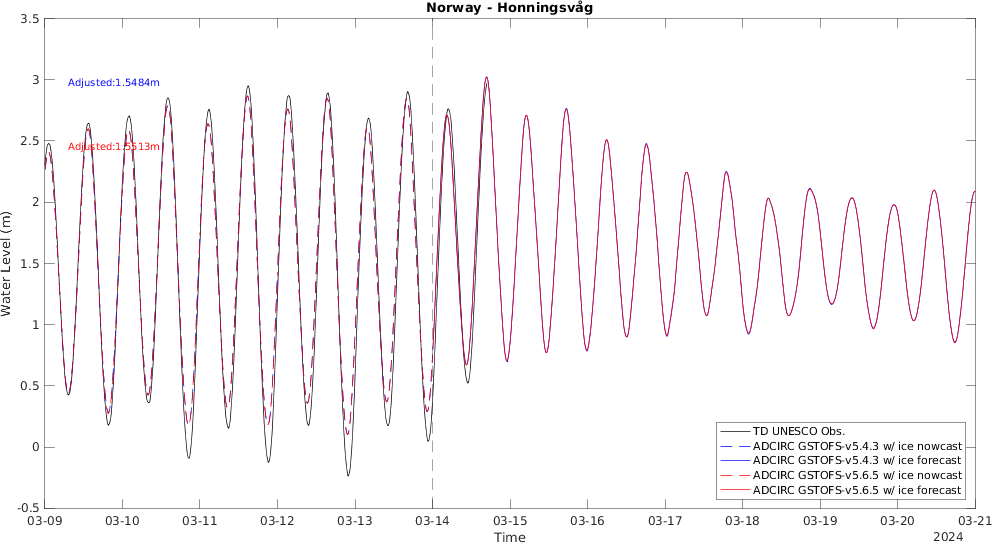 Norway - Honningsvåg
3.5
3
2.5
2
1.5
1
0.5
0
-0.5
Water Level (m)
Adjusted:1.5484m
Adjusted:1.5513m
TD UNESCO Obs.
ADCIRC GSTOFS-v5.4.3 w/ ice nowcast
ADCIRC GSTOFS-v5.4.3 w/ ice forecast
ADCIRC GSTOFS-v5.6.5 w/ ice nowcast
ADCIRC GSTOFS-v5.6.5 w/ ice forecast
03-09 03-10 03-11 03-12 03-13 03-14 03-15 03-16 03-17 03-18 03-19 03-20 03-21
Time
2024